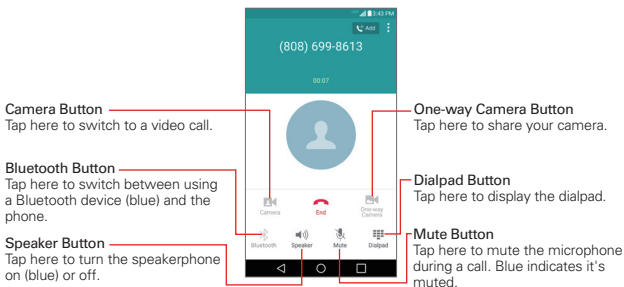 3:43 PM
Add
(808) 699-8613
00:07
Camera Button
Tap here to switch to a video call.
Bluetooth Button
Tap here to switch between using
a Bluetooth device (blue) and the
phone.
Speaker Button
Tap here to turn the speakerphone
on (blue) or off.
Camera
End
One-way
Camera
Bluetooth
Speaker
Mute
Dialpad
One-way Camera Button
Tap here to share your camera.
Dialpad Button
Tap here to display the dialpad.
Mute Button
Tap here to mute the microphone
during a call. Blue indicates it's
muted.